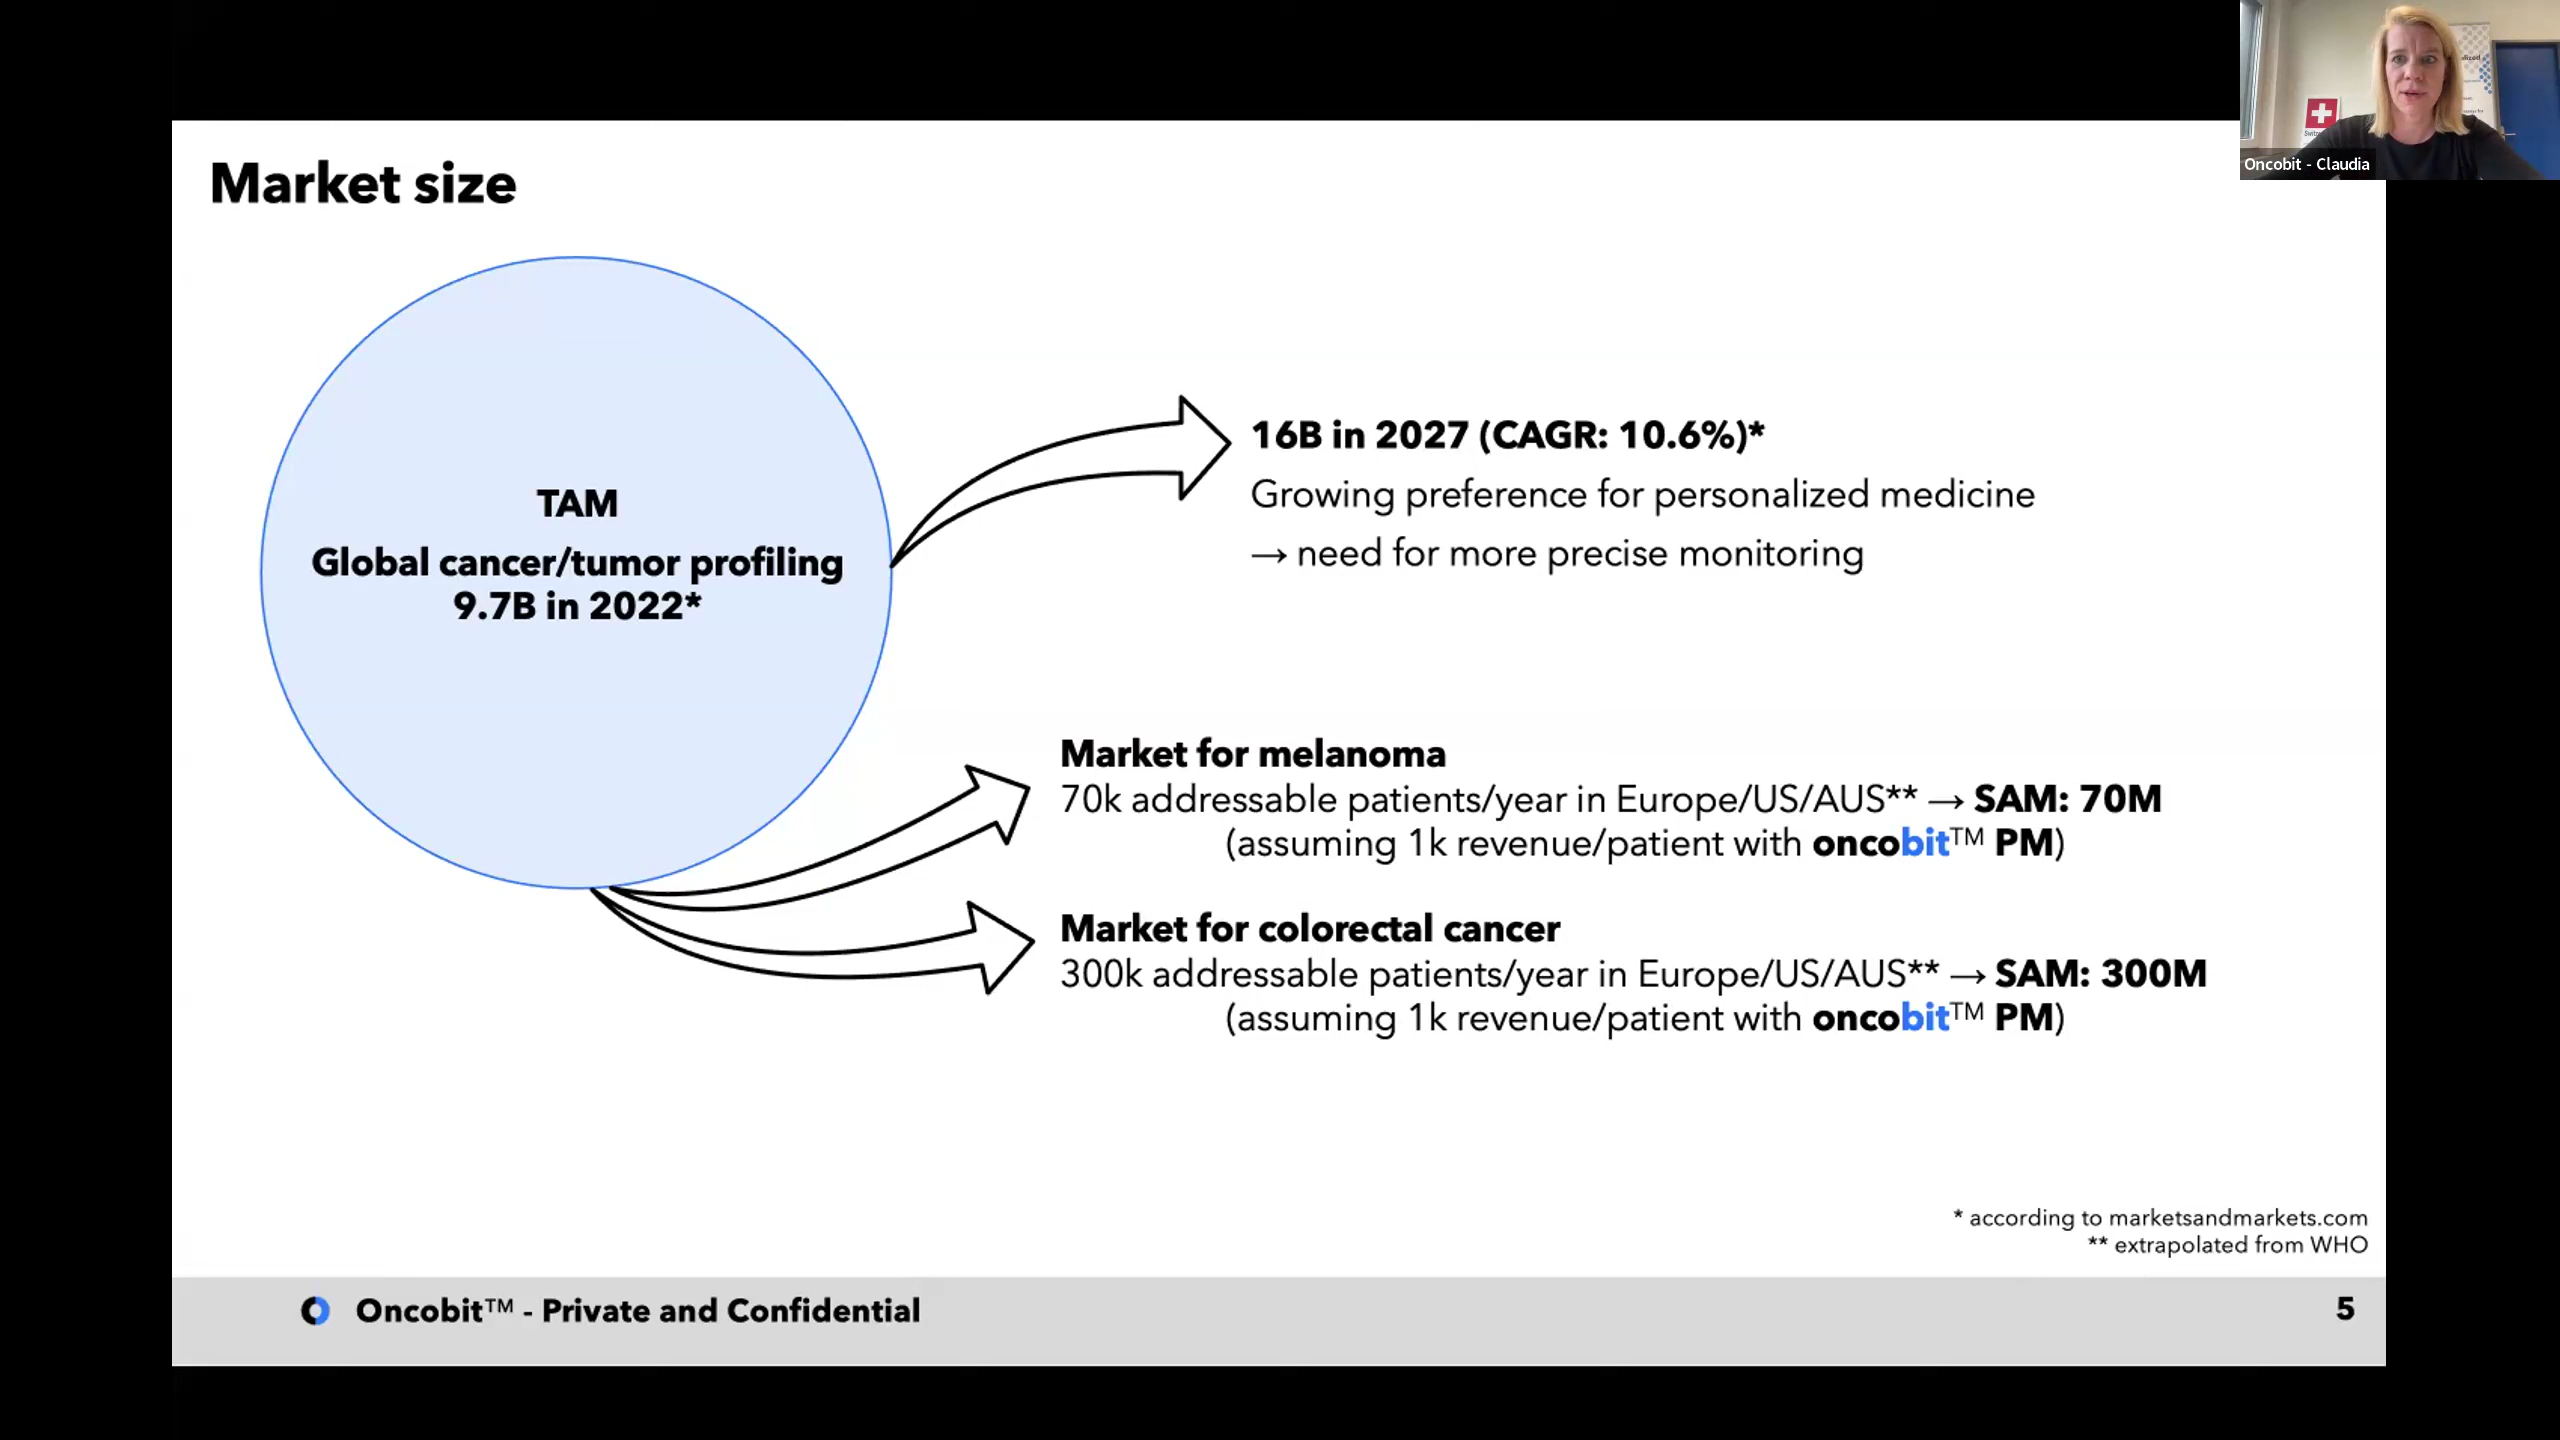 Market size
TAM
Global cancer/tumor profiling
9.7B in 2022*
16B in 2027 (CAGR: 10.6%)*
Growing preference for personalized medicine
→ need for more precise monitoring
Market for melanoma
70k addressable patients/year in Europe/US/AUS** → SAM: 70M
(assuming 1k revenue/patient with oncobit™ PM)
Market for colorectal cancer
300k addressable patients/year in Europe/US/AUS** → SAM: 300M
(assuming 1k revenue/patient with oncobit™ PM)
* according to marketsandmarkets.com
** extrapolated from WHO
Oncobit™ - Private and Confidential
5
Oncobit - Claudia